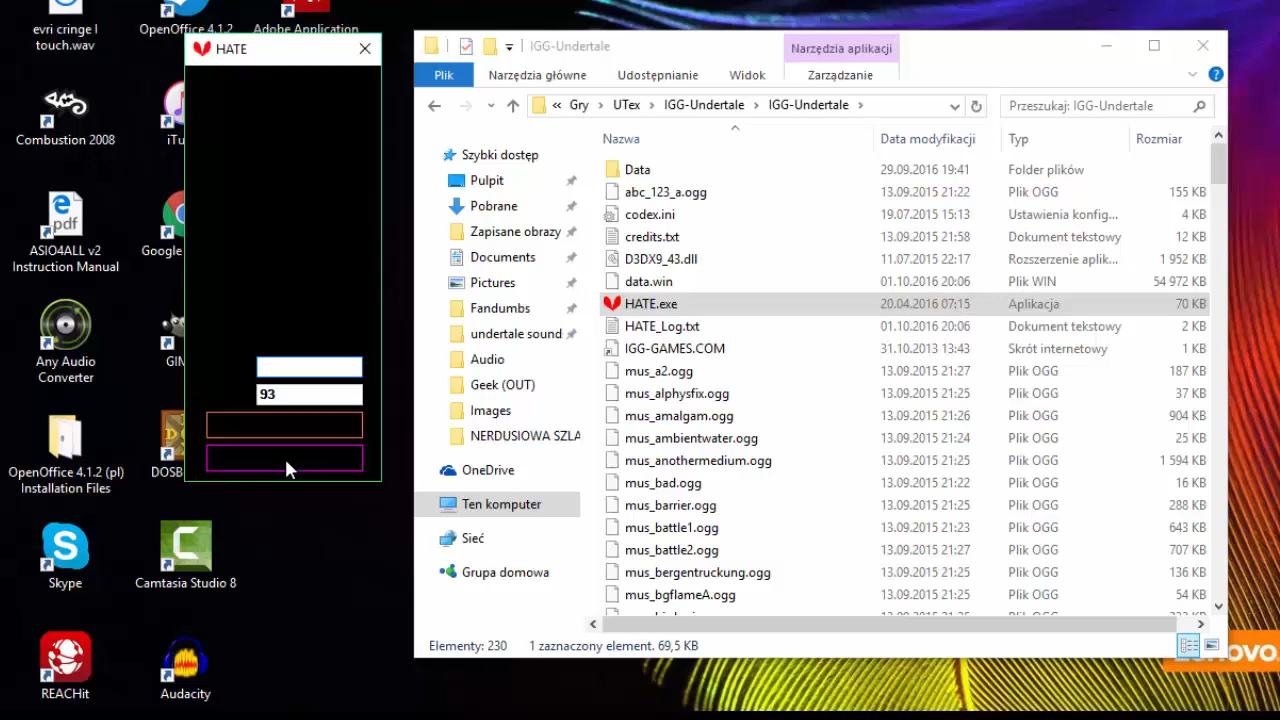 evri cringe l
touch.wav
OpenOffice 4.1.2
Adobe Application
Combustion 2008
iTu
ASIO4ALL v2
Instruction Manual
Google
Any Audio
Converter
GIM
OpenOffice 4.1.2 (pl)
Installation Files
DOSB
Skype
Camtasia Studio 8
REACHit
Audacity
HATE
93
IGG-Undertale
Narzędzia aplikacji
Plik
Narzędzia główne
Udostępnianie
Widok
Zarządzanie
« Gry > UTex > IGG-Undertale > IGG-Undertale >
Przeszukaj: IGG-Undertale
Szybki dostęp
Pulpit
Pobrane
Zapisane obrazy
Documents
Pictures
Fandumbs
undertale sound
Audio
Geek (OUT)
Images
NERDUSIOWA SZLA
OneDrive
Ten komputer
Sieć
Grupa domowa
Nazwa Data modyfikacji Typ Rozmiar
Data 29.09.2016 19:41 Folder plików
abc_123_a.ogg 13.09.2015 21:22 Plik OGG 155 KB
codex.ini 19.07.2015 15:13 Ustawienia konfig... 4 KB
credits.txt 13.09.2015 21:58 Dokument tekstowy 12 KB
D3DX9_43.dll 11.07.2015 22:17 Rozszerzenie aplik... 1 952 KB
data.win 01.10.2016 20:06 Plik WIN 54 972 KB
HATE.exe 20.04.2016 07:15 Aplikacja 70 KB
HATE_Log.txt 01.10.2016 20:06 Dokument tekstowy 2 KB
IGG-GAMES.COM 31.10.2013 13:43 Skrót internetowy 1 KB
mus_a2.ogg 13.09.2015 21:27 Plik OGG 187 KB
mus_alphysfix.ogg 13.09.2015 21:27 Plik OGG 37 KB
mus_amalgam.ogg 13.09.2015 21:26 Plik OGG 904 KB
mus_ambientwater.ogg 13.09.2015 21:24 Plik OGG 25 KB
mus_anothermedium.ogg 13.09.2015 21:25 Plik OGG 1 594 KB
mus_bad.ogg 13.09.2015 21:22 Plik OGG 16 KB
mus_barrier.ogg 13.09.2015 21:25 Plik OGG 288 KB
mus_battle1.ogg 13.09.2015 21:23 Plik OGG 643 KB
mus_battle2.ogg 13.09.2015 21:27 Plik OGG 707 KB
mus_bergentruckung.ogg 13.09.2015 21:25 Plik OGG 136 KB
mus_bgflameA.ogg 13.09.2015 21:25 Plik OGG 54 KB
Elementy: 230 1 zaznaczony element. 69,5 KB
Lenovo